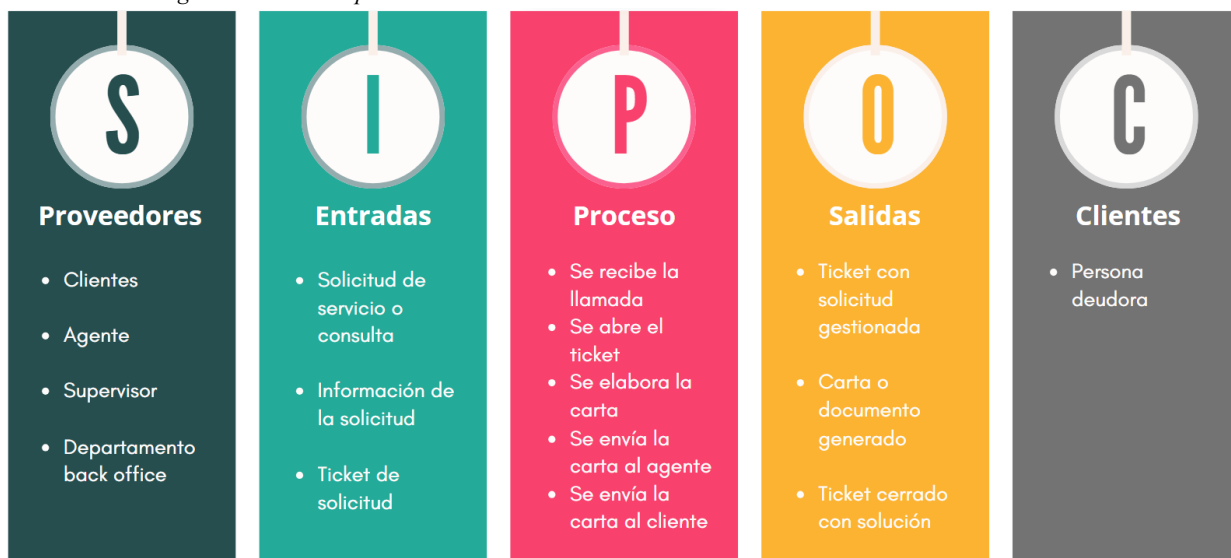 S
Proveedores
• Clientes
• Agente
• Supervisor
• Departamento
back office
I
Entradas
• Solicitud de
servicio o
consulta
• Información de
la solicitud
• Ticket de
solicitud
P
Proceso
• Se recibe la
llamada
• Se abre el
ticket
• Se elabora la
carta
• Se envía la
carta al agente
• Se envía la
carta al cliente
O
Salidas
• Ticket con
solicitud
gestionada
• Carta o
documento
generado
• Ticket cerrado
con solución
C
Clientes
• Persona
deudora